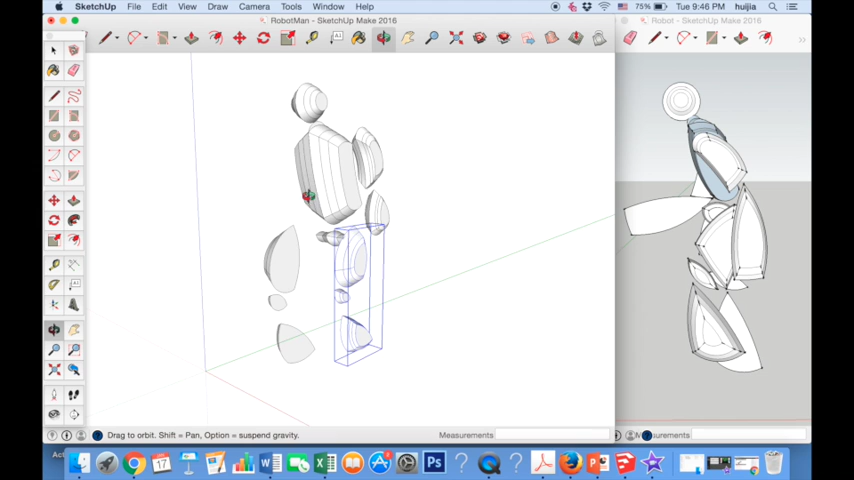 SketchUp File Edit View Draw Camera Tools Window Help 75% Tue 9:46 PM huijia
RobotMan - SketchUp Make 2016
Robot - SketchUp Make 2016
Drag to orbit. Shift = Pan, Option = suspend gravity. Measurements
17